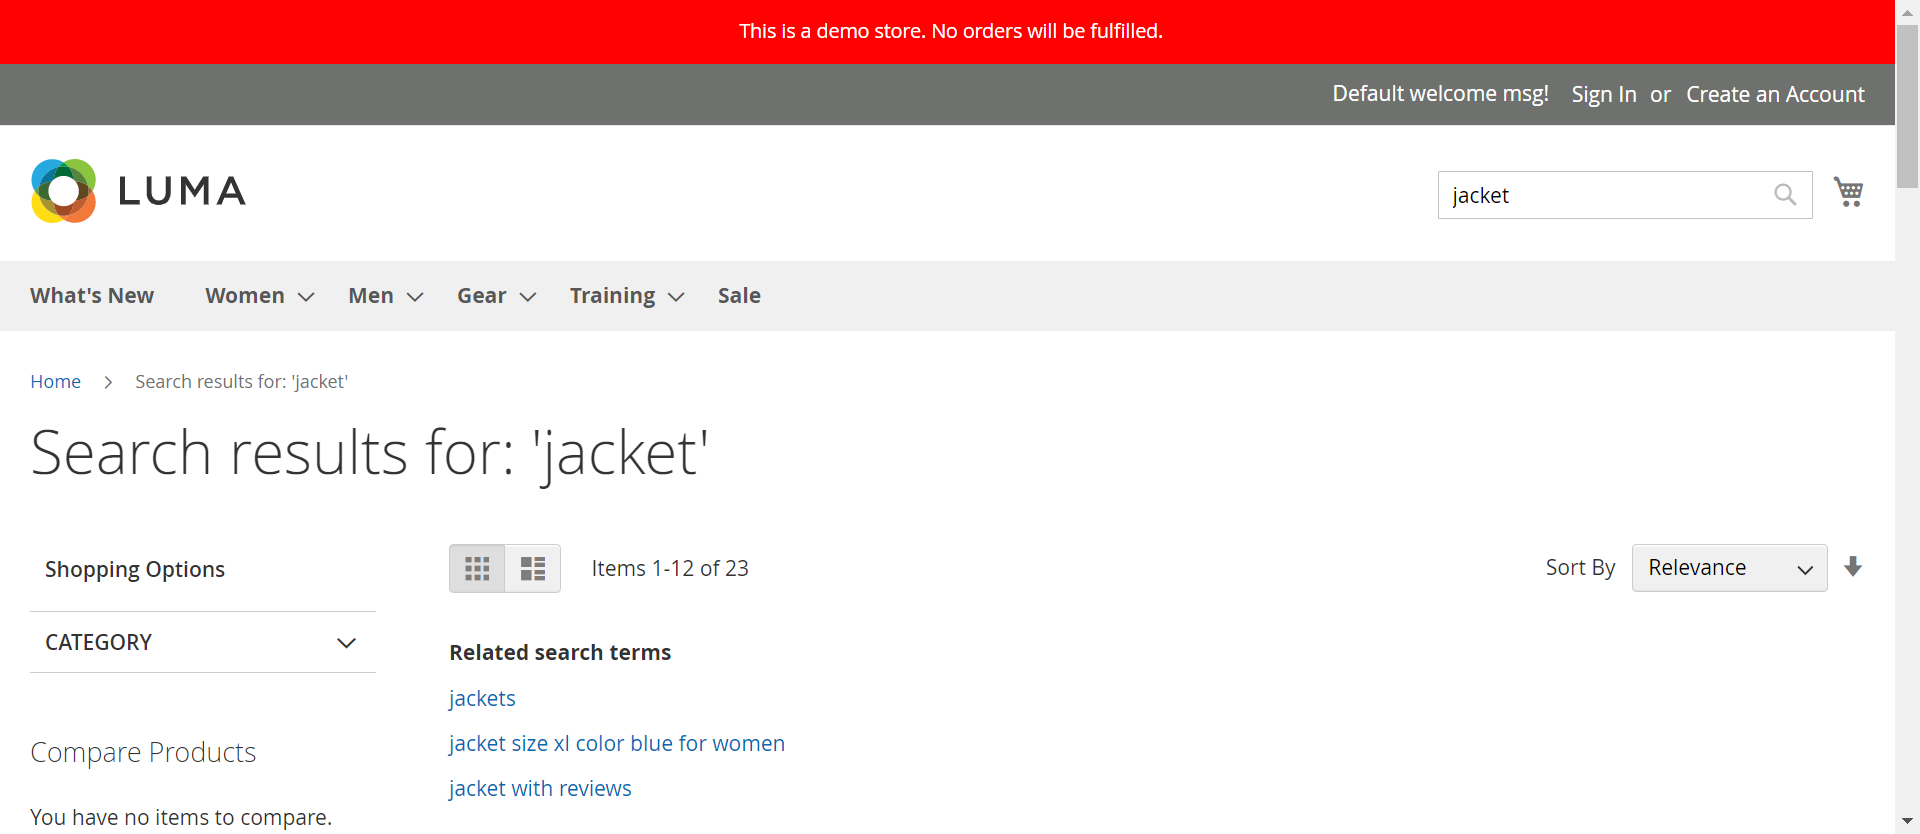 This is a demo store. No orders will be fulfilled.
Default welcome msg! Sign In or Create an Account
LUMA
jacket
What's New Women Men Gear Training Sale
Home Search results for: 'jacket'
Search results for: 'jacket'
Shopping Options
Items 1-12 of 23
Sort By Relevance
CATEGORY
Related search terms
jackets
jacket size xl color blue for women
jacket with reviews
Compare Products
You have no items to compare.